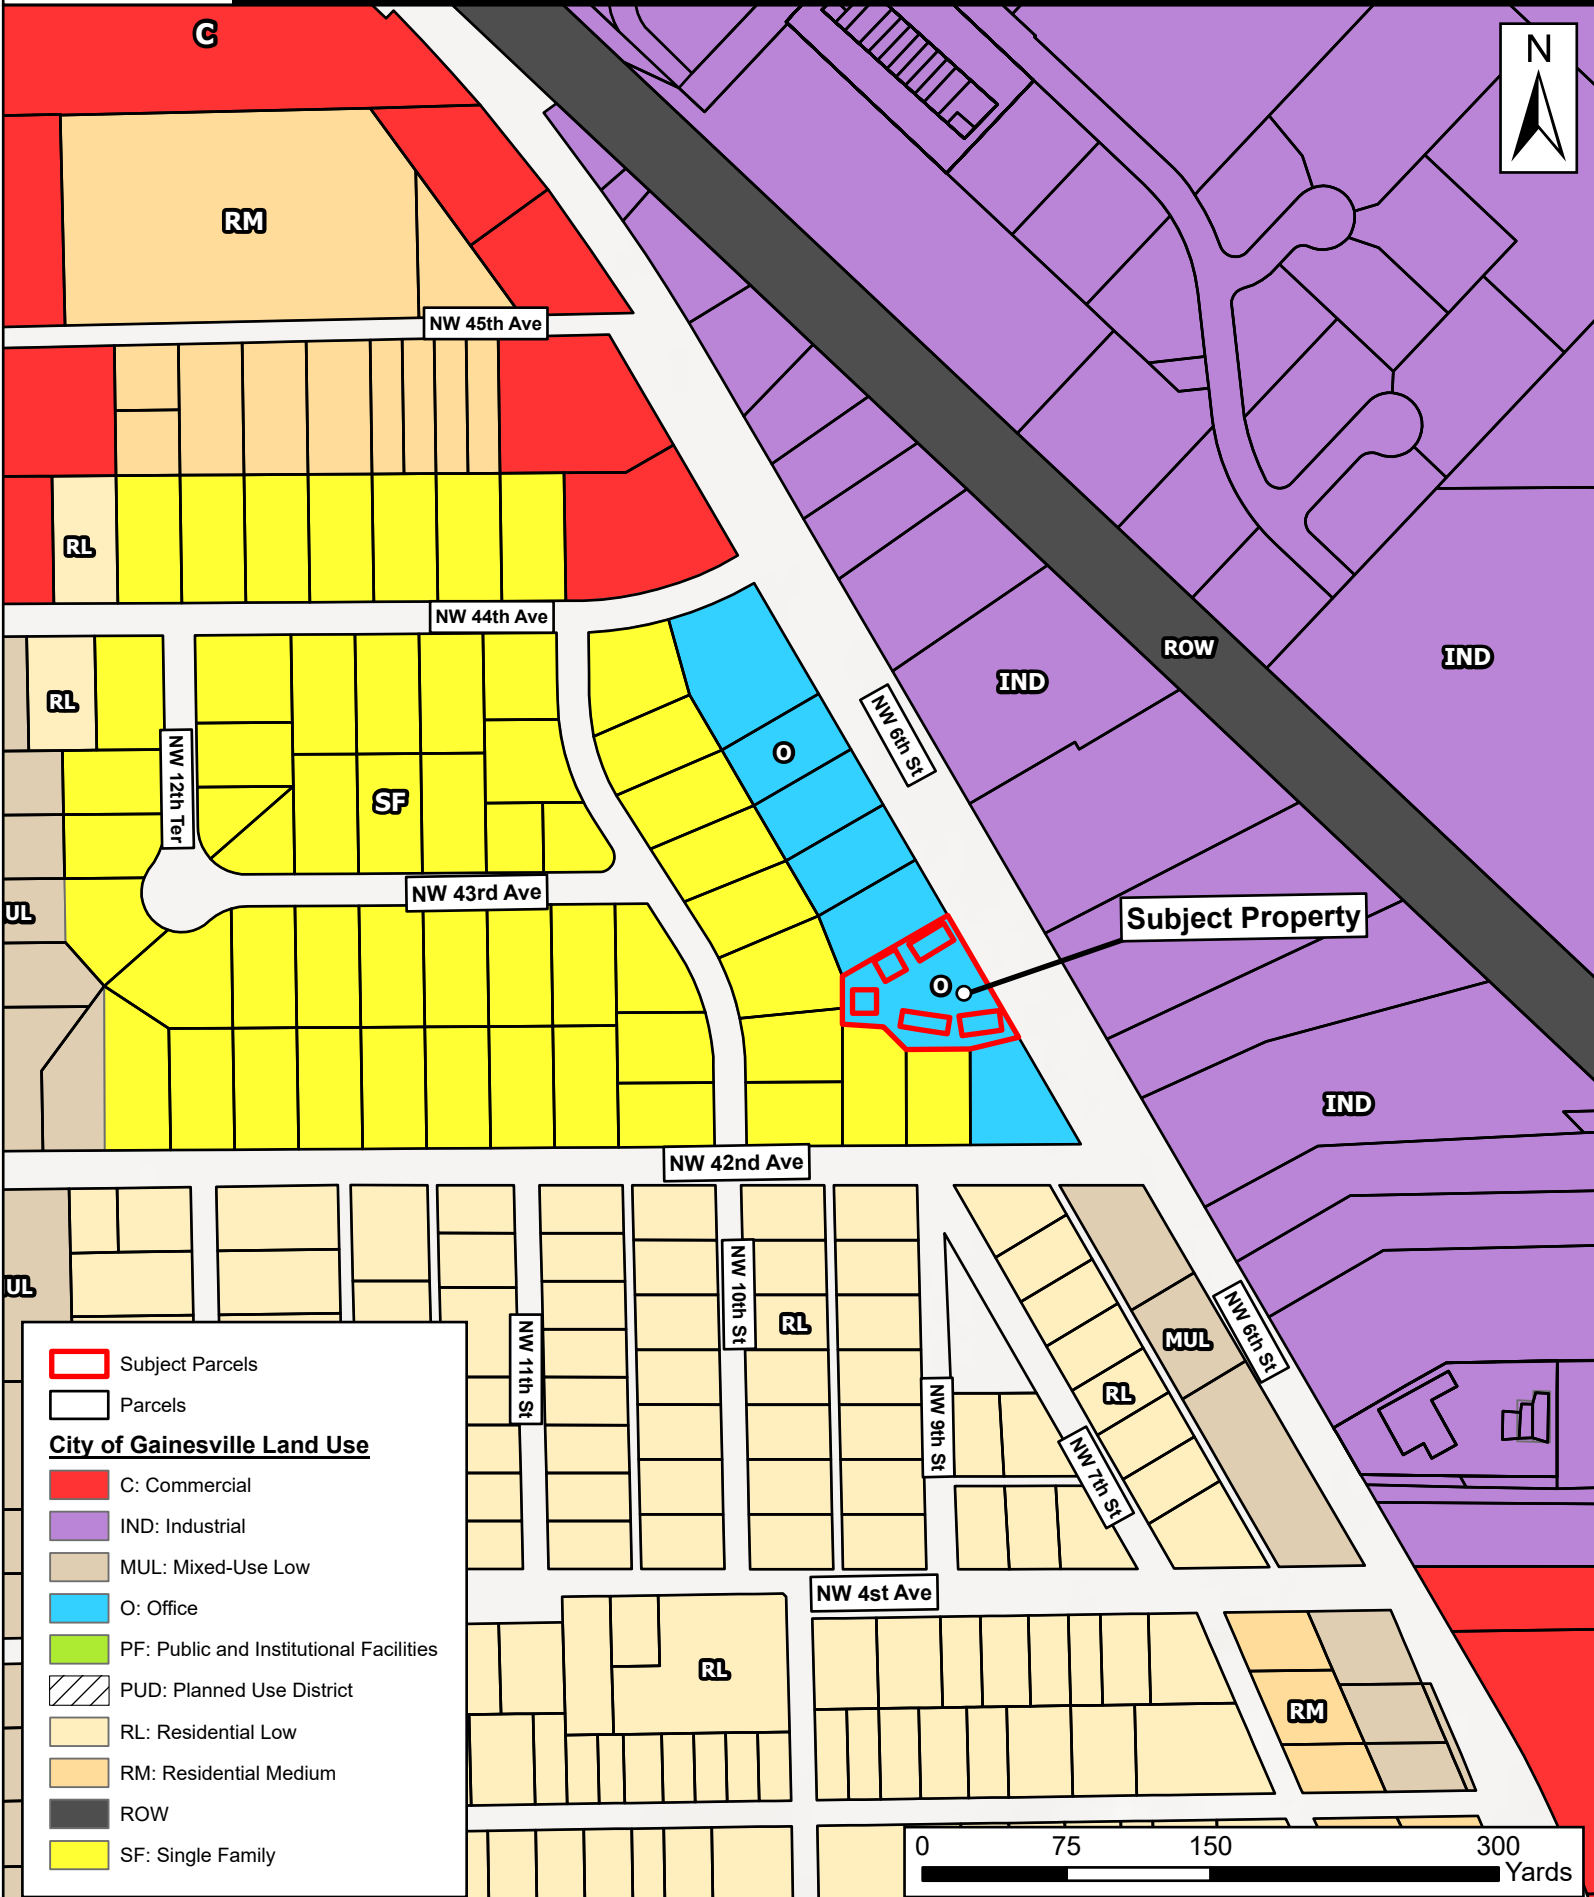 C
N
RM
NW 45th Ave
RL
NW 44th Ave
ROW
IND
IND
RL
NW 6th St
O
NW 12th Ter
SF
NW 43rd Ave
UL
Subject Property
O
IND
NW 42nd Ave
UL
NW 10th St
RL
NW 6th St
MUL
NW 11th St
RL
NW 9th St
NW 7th St
Subject Parcels
Parcels
City of Gainesville Land Use
C: Commercial
IND: Industrial
MUL: Mixed-Use Low
O: Office
PF: Public and Institutional Facilities
PUD: Planned Use District
RL: Residential Low
RM: Residential Medium
ROW
SF: Single Family
NW 4st Ave
RL
RM
0 75 150 300
Yards